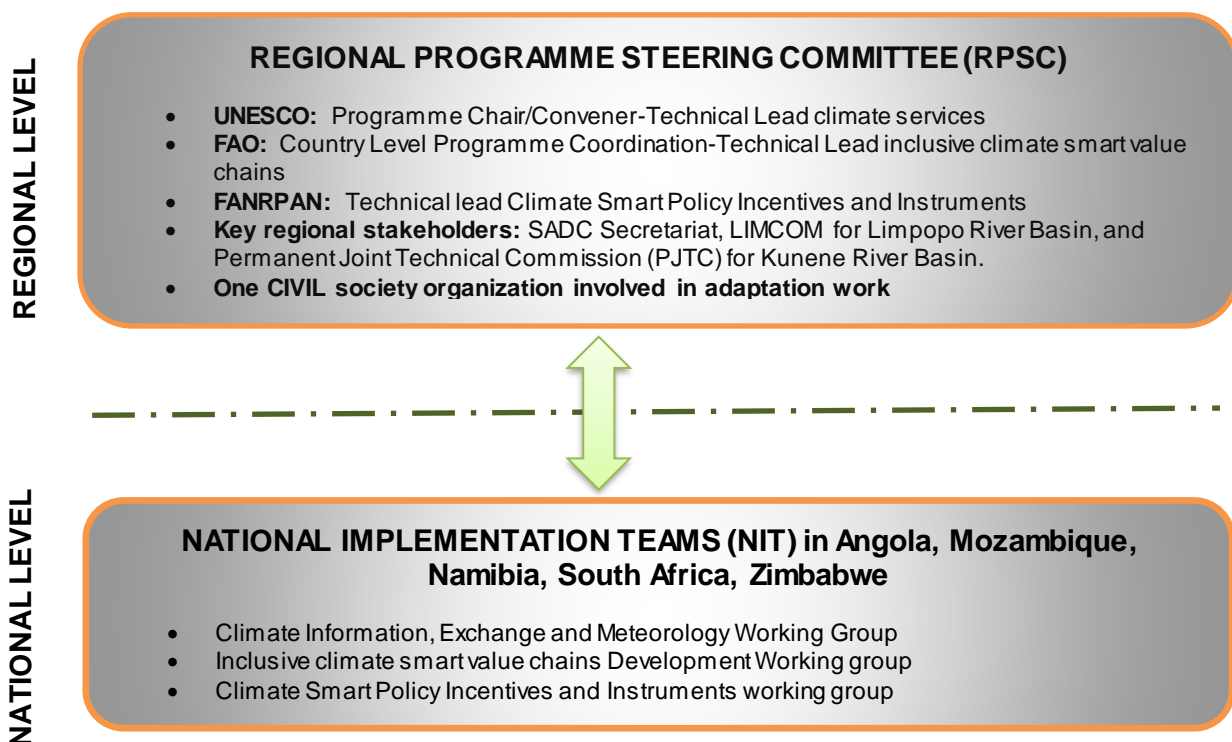 REGIONAL LEVEL
REGIONAL PROGRAMME STEERING COMMITTEE (RPSC)
• UNESCO: Programme Chair/Convener-Technical Lead climate services
• FAO: Country Level Programme Coordination-Technical Lead inclusive climate smart value
chains
• FANRPAN: Technical lead Climate Smart Policy Incentives and Instruments
• Key regional stakeholders: SADC Secretariat, LIMCOM for Limpopo River Basin, and
Permanent Joint Technical Commission (PJTC) for Kunene River Basin.
• One CIVIL society organization involved in adaptation work
NATIONAL LEVEL
NATIONAL IMPLEMENTATION TEAMS (NIT) in Angola, Mozambique,
Namibia, South Africa, Zimbabwe
• Climate Information, Exchange and Meteorology Working Group
• Inclusive climate smart value chains Development Working group
• Climate Smart Policy Incentives and Instruments working group